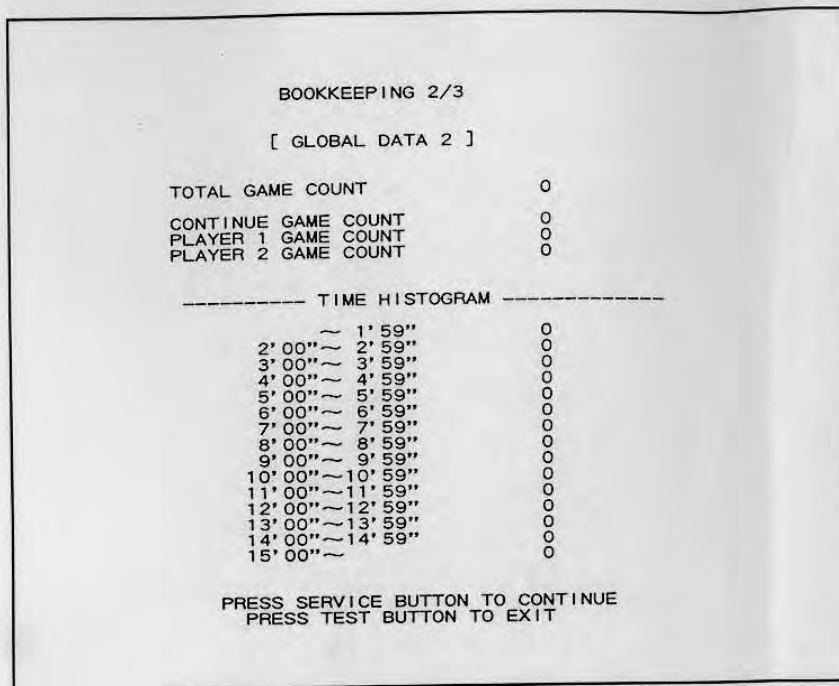 BOOKKEEPING 2/3
[ GLOBAL DATA 2 ]
TOTAL GAME COUNT 0
CONTINUE GAME COUNT 0
PLAYER 1 GAME COUNT 0
PLAYER 2 GAME COUNT 0
---------- TIME HISTOGRAM -------------
~ 1' 59" 0
2' 00"~ 2' 59" 0
3' 00"~ 3' 59" 0
4' 00"~ 4' 59" 0
5' 00"~ 5' 59" 0
6' 00"~ 6' 59" 0
7' 00"~ 7' 59" 0
8' 00"~ 8' 59" 0
9' 00"~ 9' 59" 0
10' 00"~10' 59" 0
11' 00"~11' 59" 0
12' 00"~12' 59" 0
13' 00"~13' 59" 0
14' 00"~14' 59" 0
15' 00"~ 0
PRESS SERVICE BUTTON TO CONTINUE
PRESS TEST BUTTON TO EXIT